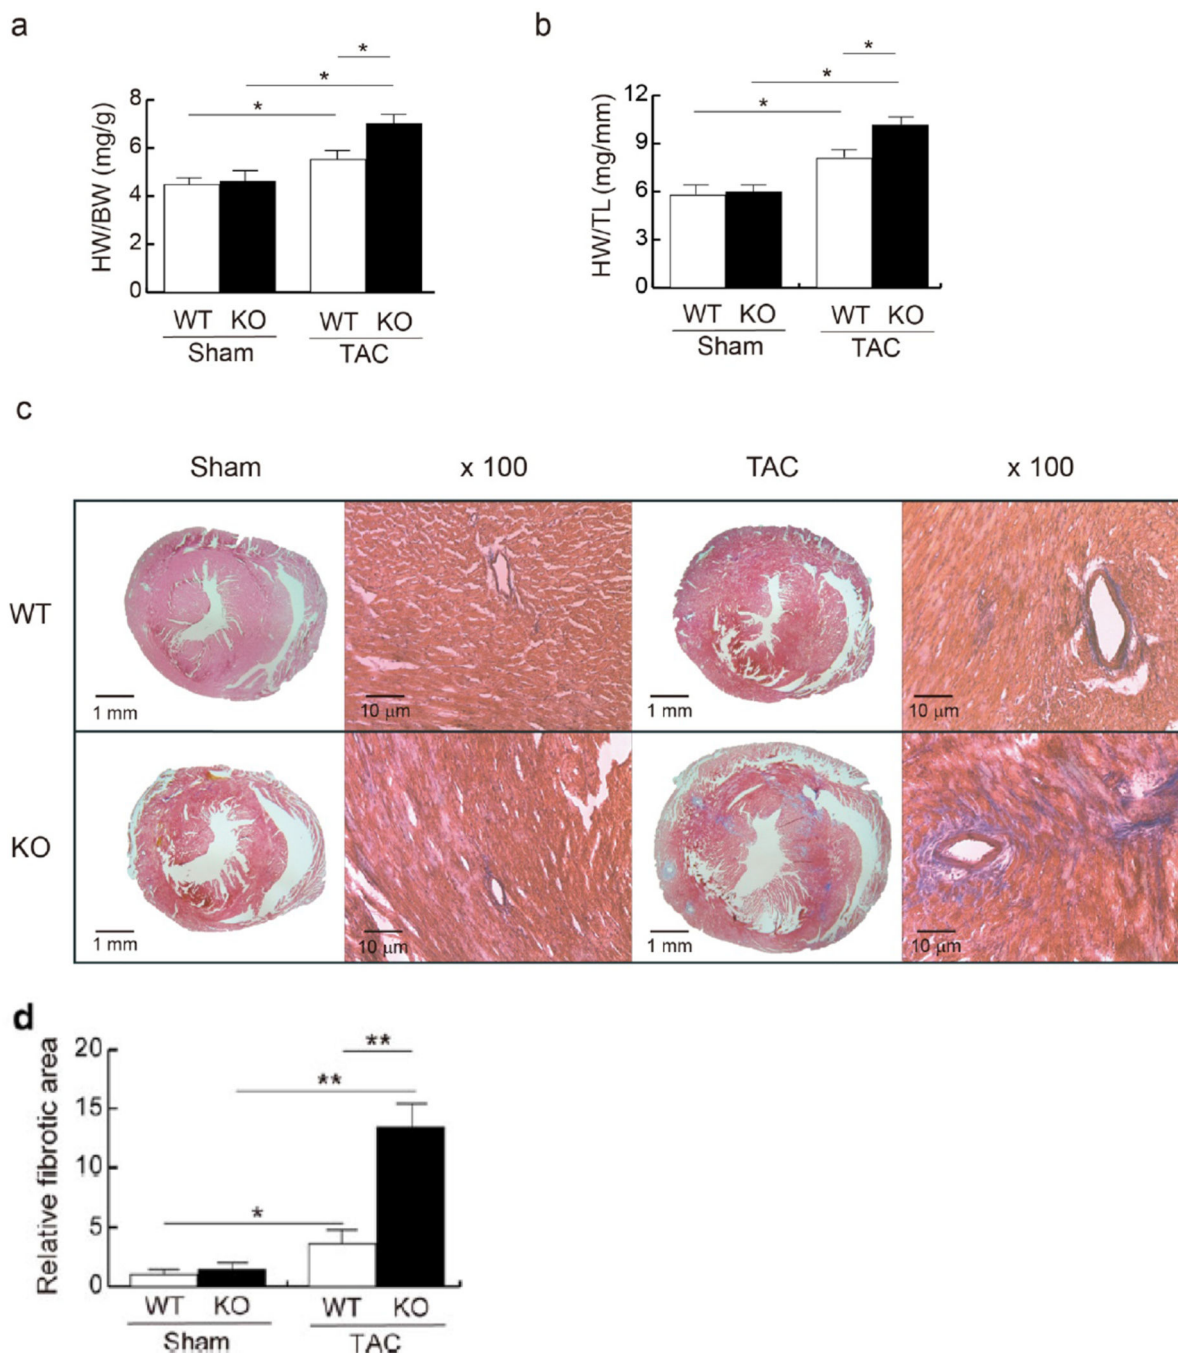 a
*
*
*
HW/BW (mg/g)
8
6
4
2
0
WT KO WT KO
Sham TAC
b
*
*
*
HW/TL (mg/mm)
12
9
6
3
0
WT KO WT KO
Sham TAC
c
Sham x 100 TAC x 100
WT
1 mm 10 μm 1 mm 10 μm
KO
1 mm 10 μm 1 mm 10 μm
d
**
**
*
Relative fibrotic area
20
15
10
5
0
WT KO WT KO
Sham TAC